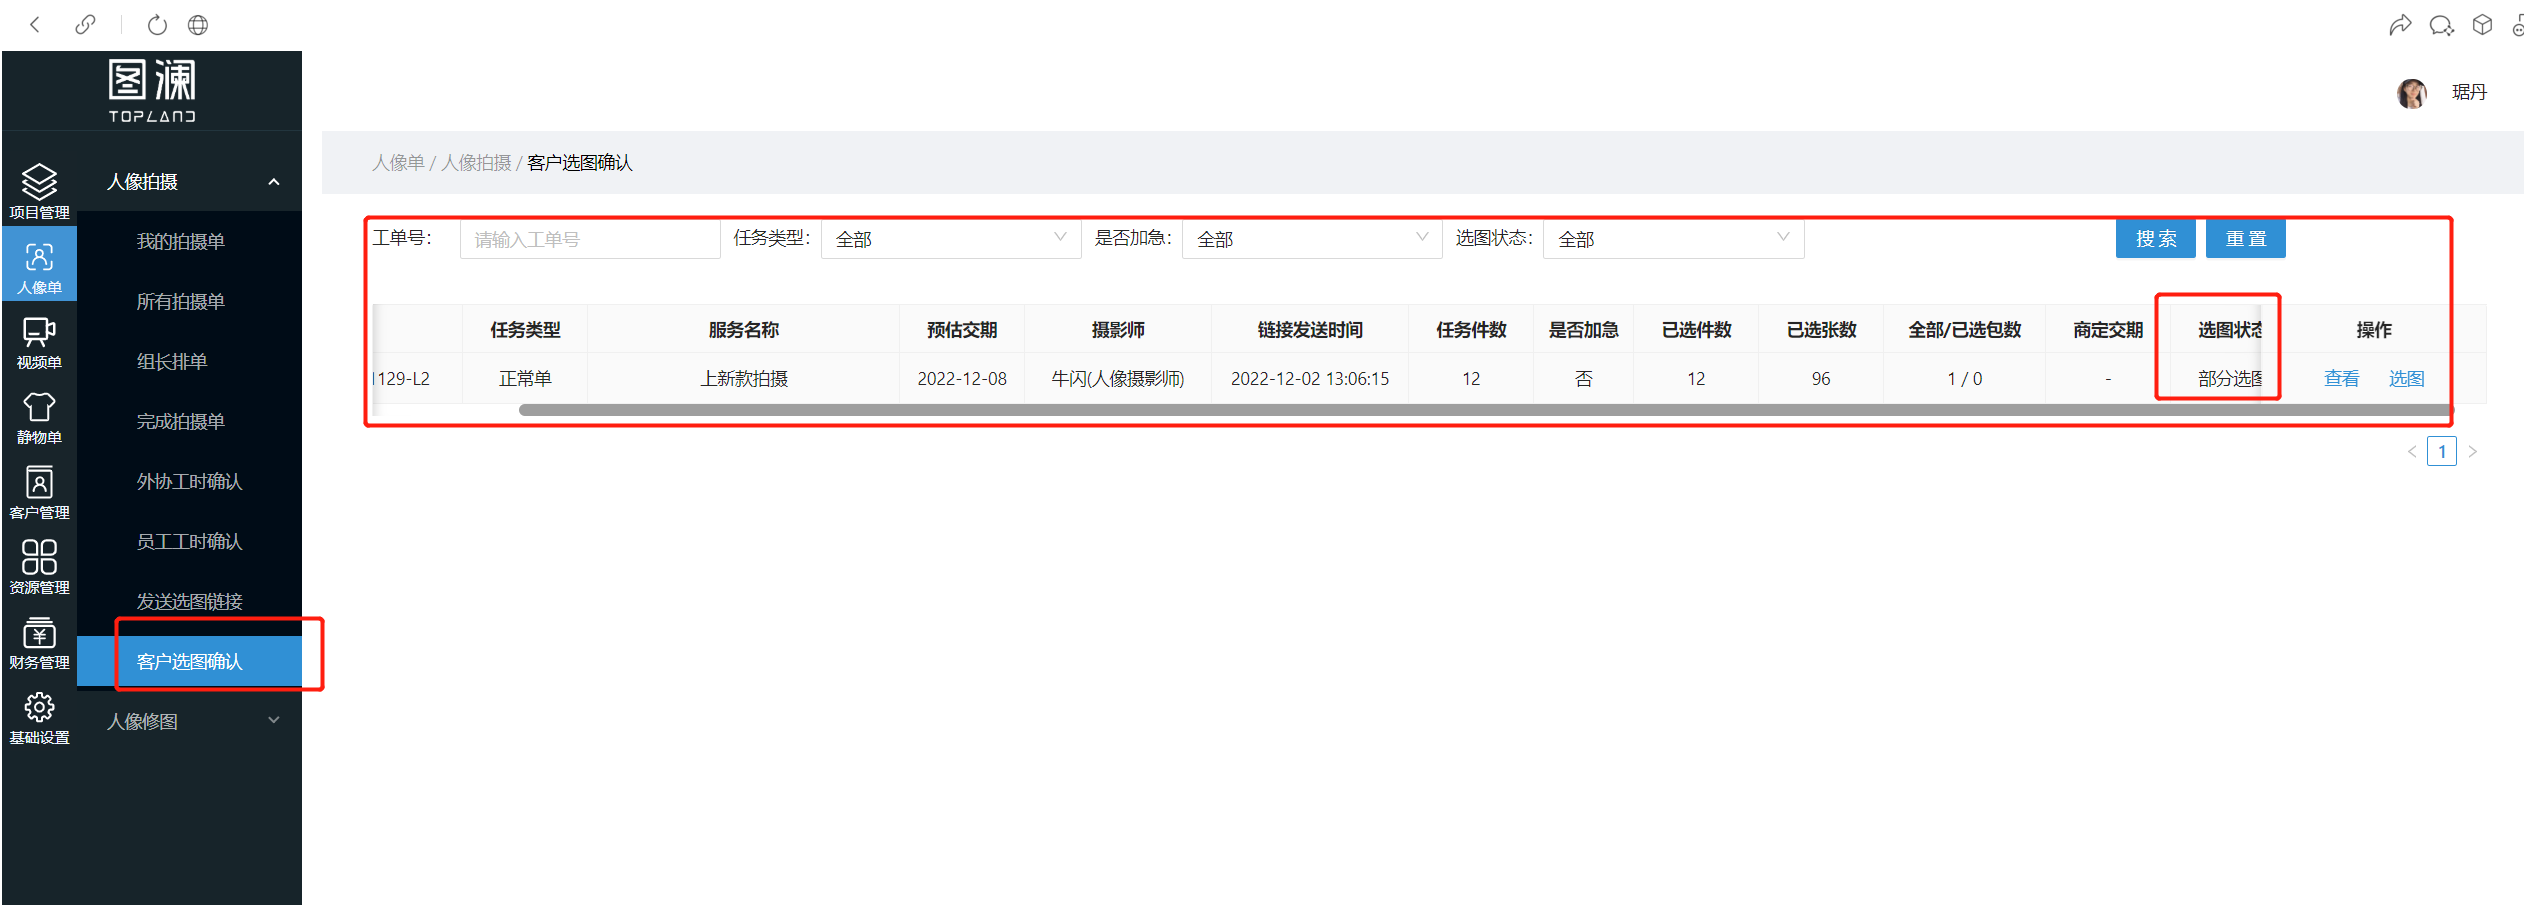 图澜
TOPLAND
琚丹
项目管理
人像单
视频单
静物单
客户管理
资源管理
财务管理
基础设置
人像拍摄
我的拍摄单
所有拍摄单
组长排单
完成拍摄单
外协工时确认
员工工时确认
发送选图链接
客户选图确认
人像修图
人像单 / 人像拍摄 / 客户选图确认
工单号： 请输入工单号 任务类型： 全部 是否加急： 全部 选图状态： 全部 搜索 重置
任务类型 服务名称 预估交期 摄影师 链接发送时间 任务件数 是否加急 已选件数 已选张数 全部/已选包数 商定交期 选图状态 操作
1129-L2 正常单 上新款拍摄 2022-12-08 牛闪(人像摄影师) 2022-12-02 13:06:15 12 否 12 96 1 / 0 - 部分选图 查看 选图
1